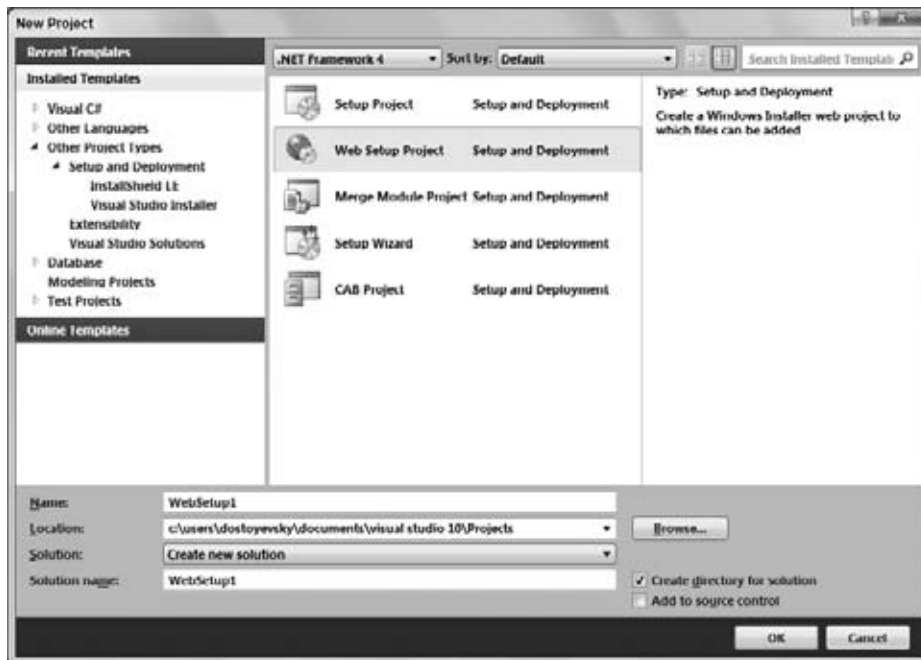 New Project
Recent Templates
Installed Templates
Visual C#
Other Languages
Other Project Types
Setup and Deployment
InstallShield LE
Visual Studio Installer
Extensibility
Visual Studio Solutions
Database
Modeling Projects
Test Projects
Online Templates
.NET Framework 4 Sort by: Default
Search Installed Templat
Setup Project Setup and Deployment
Web Setup Project Setup and Deployment
Merge Module Project Setup and Deployment
Setup Wizard Setup and Deployment
CAB Project Setup and Deployment
Type: Setup and Deployment
Create a Windows Installer web project to
which files can be added
Name: WebSetup1
Location: c:\users\dostoyevsky\documents\visual studio 10\Projects Browse...
Solution: Create new solution
Solution name: WebSetup1
Create directory for solution
Add to source control
OK Cancel